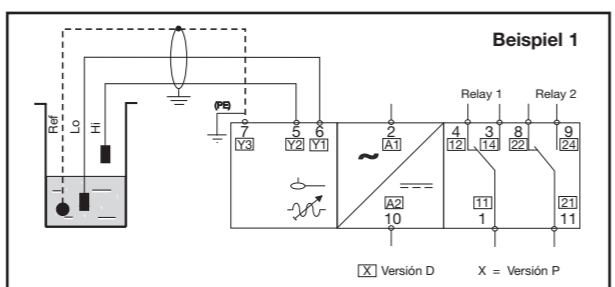 Beispiel 1
Relay 1 Relay 2
Ref
Lo
Hi
(PE)
7 5 6 2 4 3 8 9
Y3 Y2 Y1 A1 12 14 22 24
~
A2 11 21
10 1 11
X Versión D X = Versión P